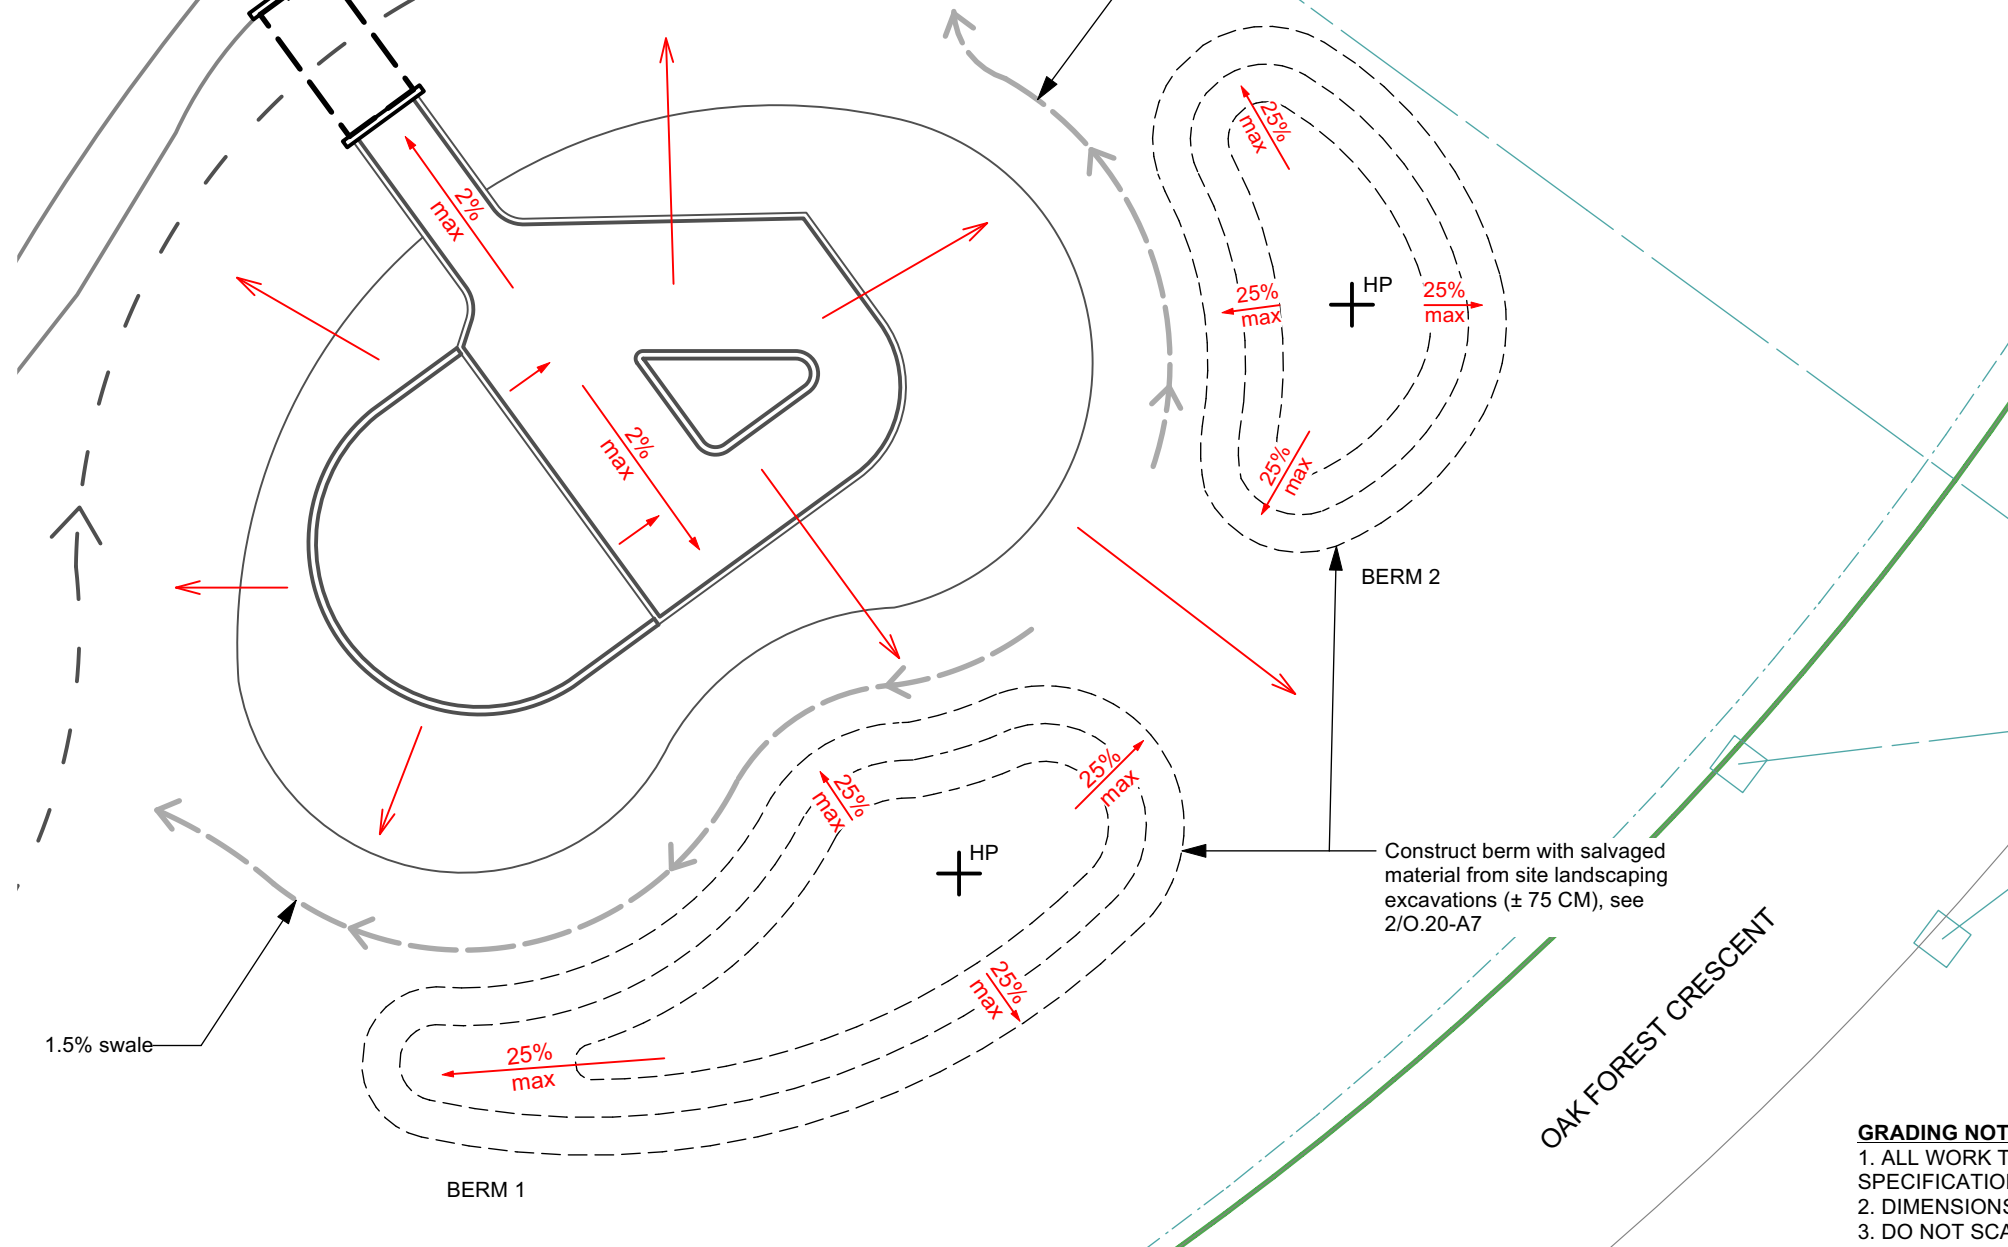 25%
max
2%
max
HP
25%
max
25%
max
2%
max
25%
max
BERM 2
25%
max
25%
max
HP
Construct berm with salvaged
material from site landscaping
excavations (± 75 CM), see
2/O.20-A7
25%
max
1.5% swale
25%
max
OAK FOREST CRESCENT
BERM 1
GRADING NOT
1. ALL WORK T
SPECIFICATION
2. DIMENSIONS
3. DO NOT SCA